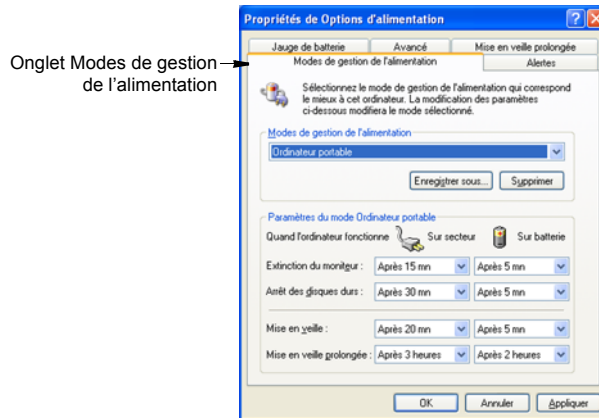 Propriétés de Options d'alimentation
Jauge de batterie Avancé Mise en veille prolongée
Modes de gestion de l'alimentation Alertes
Onglet Modes de gestion
de l'alimentation
Sélectionnez le mode de gestion de l'alimentation qui correspond
le mieux à cet ordinateur. La modification des paramètres
ci-dessous modifiera le mode sélectionné.
Modes de gestion de l'alimentation
Ordinateur portable
Enregistrer sous... Supprimer
Paramètres du mode Ordinateur portable
Quand l'ordinateur fonctionne Sur secteur Sur batterie
Extinction du moniteur : Après 15 mn Après 5 mn
Arrêt des disques durs : Après 30 mn Après 5 mn
Mise en veille : Après 20 mn Après 5 mn
Mise en veille prolongée : Après 3 heures Après 2 heures
OK Annuler Appliquer